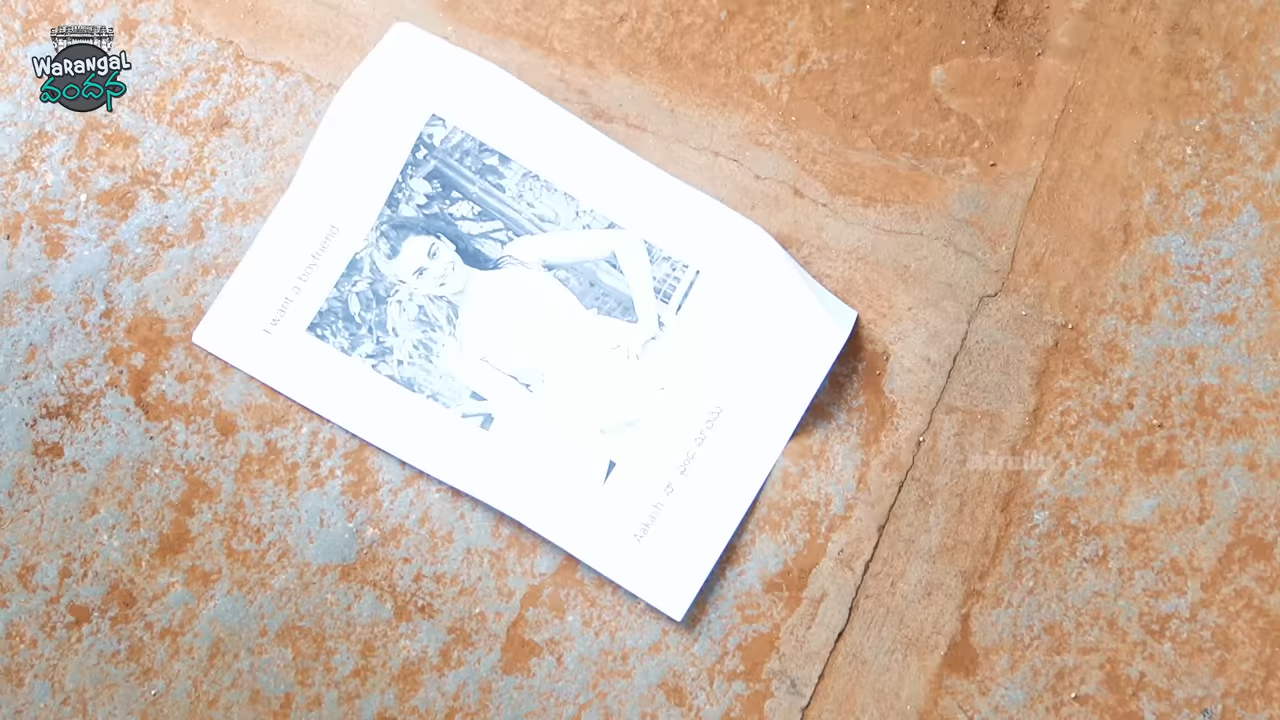 Warangal
వందన
I want a boyfriend
Aakash నా